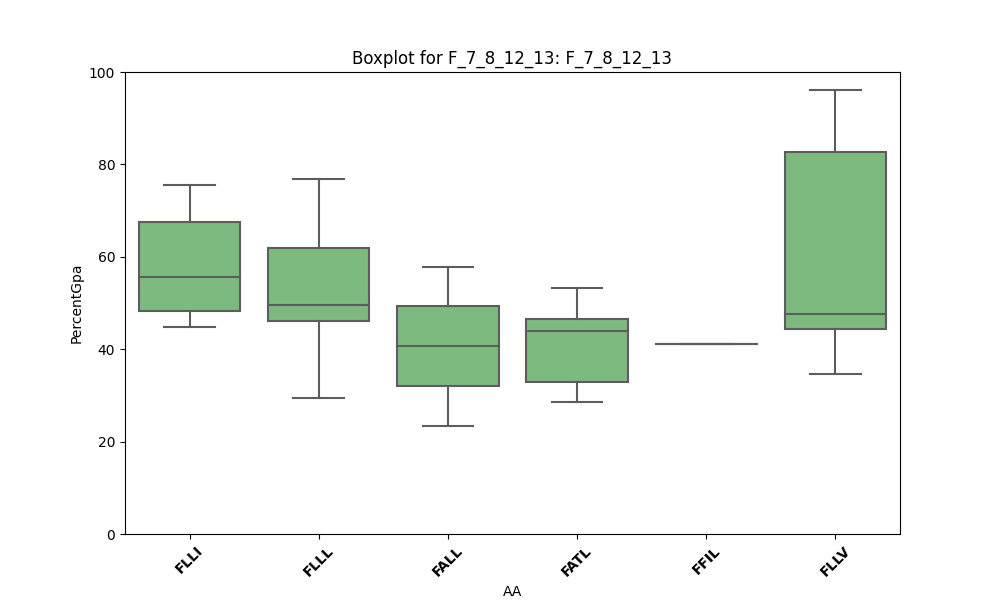 Boxplot for F_7_8_12_13: F_7_8_12_13
100
80
60
40
20
0
PercentGpa
FLLI
FLLL
FALL
FATL
FFIL
FLLV
AA